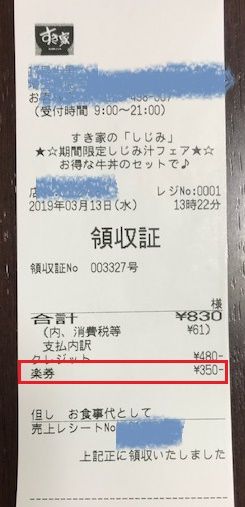 すき家
(受付時間 9:00~21:00)
すき家の「しじみ」
★☆期間限定しじみ汁フェア★☆
お得な牛丼のセットで♪
店
レジNo:0001
2019年03月13日(水) 13時22分
領収証
領収証No 003327号
様
合計 ¥830
(内、消費税等 ¥61)
支払内訳
クレジット ¥480-
楽券 ¥350-
但し お食事代として
売上レシートNo
上記正に領収いたしました